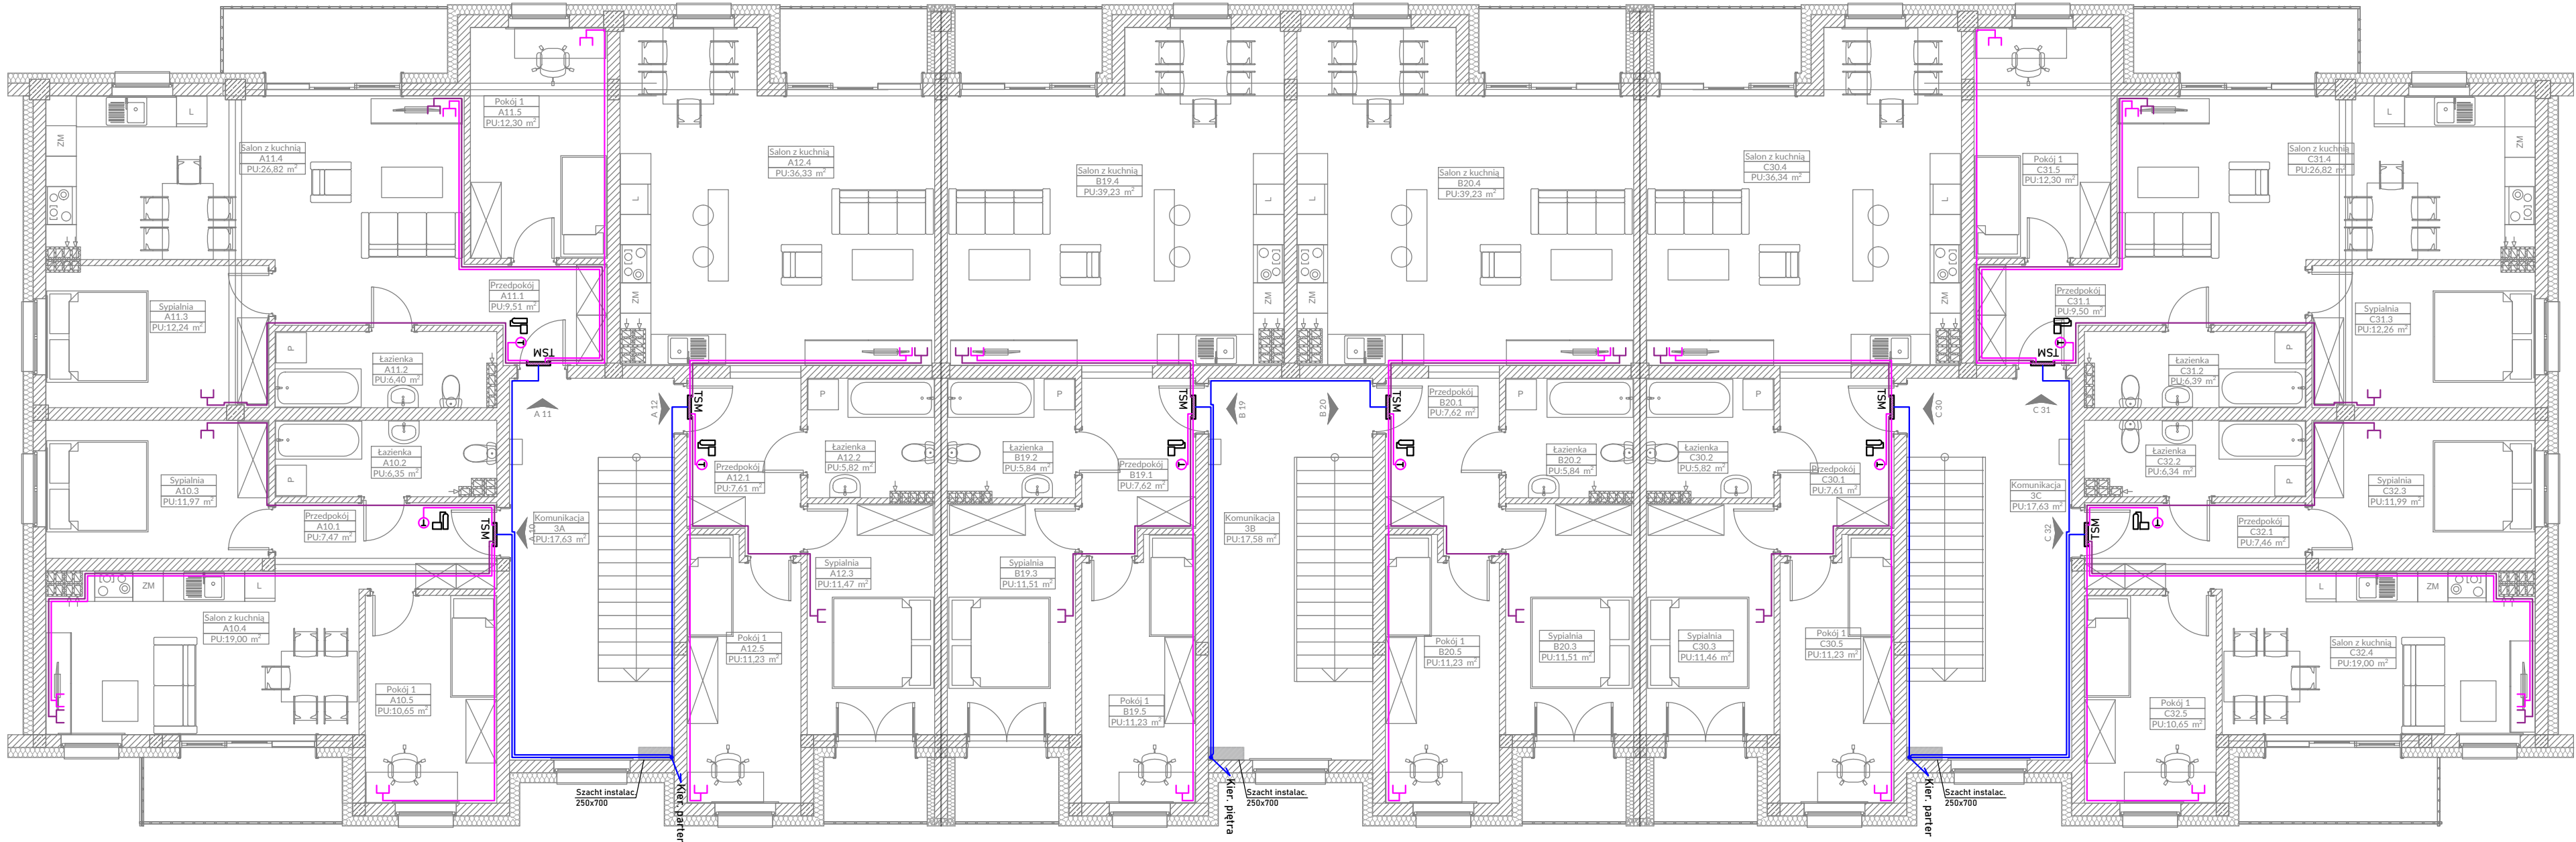 Pokój 1
A11.5
PU:12,30 m²
L
ZM
Salon z kuchnią
A11.4
PU:26,82 m²
Salon z kuchnią
A12.4
PU:36,33 m²
L
ZM
Salon z kuchnią
B19.4
PU:39,23 m²
L
ZM
L
ZM
Salon z kuchnią
B20.4
PU:39,23 m²
Salon z kuchnią
C30.4
PU:36,34 m²
L
ZM
Pokój 1
C31.5
PU:12,30 m²
Salon z kuchnią
C31.4
PU:26,82 m²
L
ZM
Sypialnia
A11.3
PU:12,24 m²
Przedpokój
A11.1
PU:9,51 m²
T
TSM
P
Łazienka
A11.2
PU:6,40 m²
A 11
Przedpokój
C31.1
PU:9,50 m²
T
TSM
Łazienka
C31.2
PU:6,39 m²
P
C 31
Sypialnia
C31.3
PU:12,26 m²
A 12
TSM
T
Przedpokój
A12.1
PU:7,61 m²
P
Łazienka
A12.2
PU:5,82 m²
Łazienka
B19.2
PU:5,84 m²
P
Przedpokój
B19.1
PU:7,62 m²
T
TSM
B 19
B 20
TSM
T
Przedpokój
B20.1
PU:7,62 m²
P
Łazienka
B20.2
PU:5,84 m²
Łazienka
C30.2
PU:5,82 m²
P
Przedpokój
C30.1
PU:7,61 m²
T
TSM
C 30
Łazienka
A10.2
PU:6,35 m²
P
Sypialnia
A10.3
PU:11,97 m²
Przedpokój
A10.1
PU:7,47 m²
T
TSM
A 10
Komunikacja
3A
PU:17,63 m²
Komunikacja
3B
PU:17,58 m²
Komunikacja
3C
PU:17,63 m²
C 32
TSM
T
Łazienka
C32.2
PU:6,34 m²
P
Przedpokój
C32.1
PU:7,46 m²
Sypialnia
C32.3
PU:11,99 m²
ZM
L
Salon z kuchnią
A10.4
PU:19,00 m²
Pokój 1
A10.5
PU:10,65 m²
Sypialnia
A12.3
PU:11,47 m²
Pokój 1
A12.5
PU:11,23 m²
Sypialnia
B19.3
PU:11,51 m²
Pokój 1
B19.5
PU:11,23 m²
Pokój 1
B20.5
PU:11,23 m²
Sypialnia
B20.3
PU:11,51 m²
Sypialnia
C30.3
PU:11,46 m²
Pokój 1
C30.5
PU:11,23 m²
Pokój 1
C32.5
PU:10,65 m²
L
ZM
Salon z kuchnią
C32.4
PU:19,00 m²
Szacht instalac.
250x700
Kier. parter
Kier. piętra
Szacht instalac.
250x700
Kier. parter
Szacht instalac.
250x700